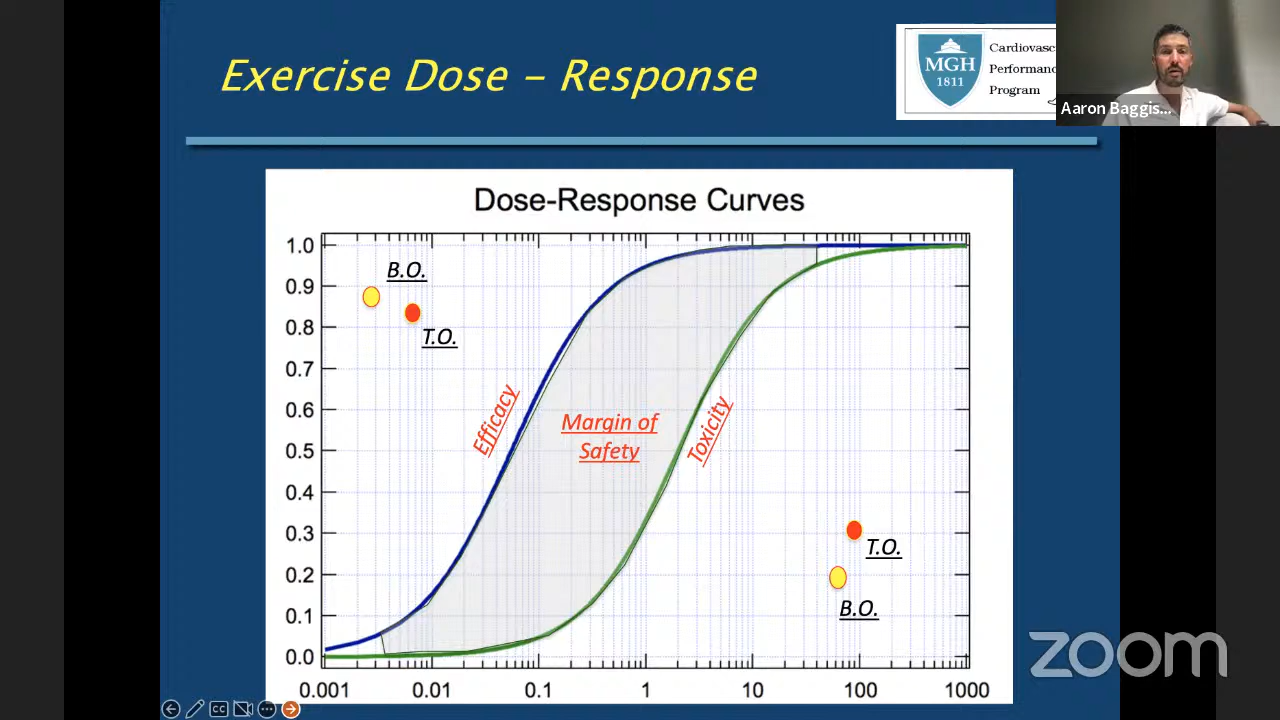 Exercise Dose – Response
MGH
1811
Cardiovasc
Performanc
Program
Aaron Baggis...
Dose-Response Curves
1.0
0.9
0.8
0.7
0.6
0.5
0.4
0.3
0.2
0.1
0.0
B.O.
T.O.
Efficacy
Margin of
Safety
Toxicity
T.O.
B.O.
0.001
0.01
0.1
1
10
100
1000
CC
zoom